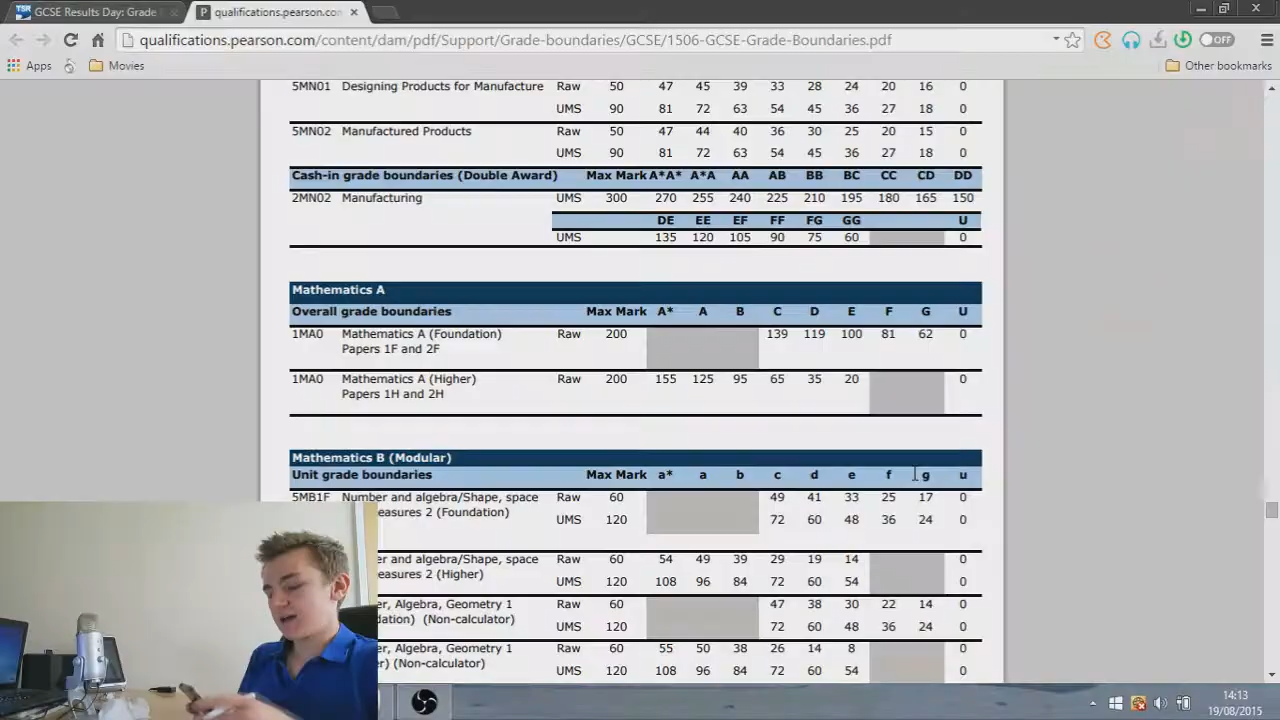 GCSE Results Day: Grade
qualifications.pearson.co
qualifications.pearson.com/content/dam/pdf/Support/Grade-boundaries/GCSE/1506-GCSE-Grade-Boundaries.pdf OFF
Apps Movies Other bookmarks
5MN01 Designing Products for Manufacture Raw 50 47 45 39 33 28 24 20 16 0
UMS 90 81 72 63 54 45 36 27 18 0
5MN02 Manufactured Products Raw 50 47 44 40 36 30 25 20 15 0
UMS 90 81 72 63 54 45 36 27 18 0
Cash-in grade boundaries (Double Award) Max Mark A*A* A*A AA AB BB BC CC CD DD
2MN02 Manufacturing UMS 300 270 255 240 225 210 195 180 165 150
DE EE EF FF FG GG U
UMS 135 120 105 90 75 60 0
Mathematics A
Overall grade boundaries Max Mark A* A B C D E F G U
1MA0 Mathematics A (Foundation) Raw 200 139 119 100 81 62 0
Papers 1F and 2F
1MA0 Mathematics A (Higher) Raw 200 155 125 95 65 35 20 0
Papers 1H and 2H
Mathematics B (Modular)
Unit grade boundaries Max Mark a* a b c d e f g u
5MB1F Number and algebra/Shape, space Raw 60 49 41 33 25 17 0
easures 2 (Foundation) UMS 120 72 60 48 36 24 0
er and algebra/Shape, space Raw 60 54 49 39 29 19 14 0
easures 2 (Higher) UMS 120 108 96 84 72 60 54 0
er, Algebra, Geometry 1 Raw 60 47 38 30 22 14 0
dation) (Non-calculator) UMS 120 72 60 48 36 24 0
er, Algebra, Geometry 1 Raw 60 55 50 38 26 14 8 0
r) (Non-calculator) UMS 120 108 96 84 72 60 54 0
14:13
19/08/2015